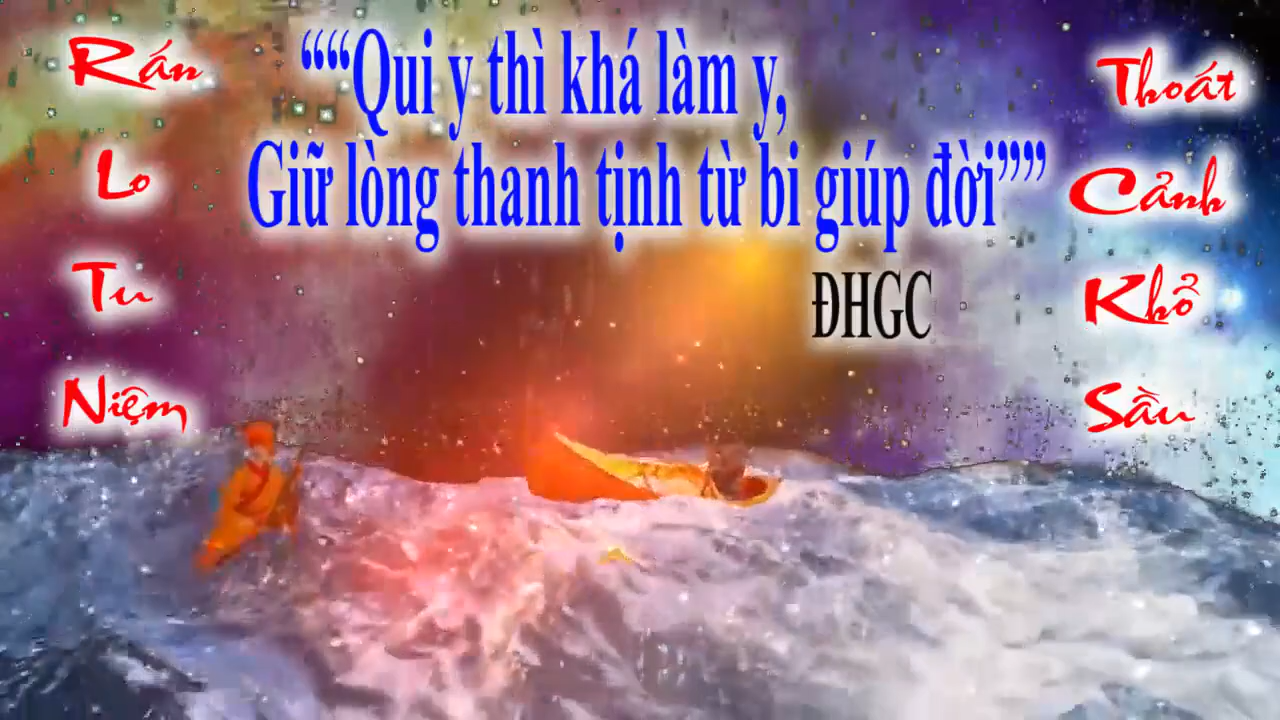 Rấn
Lo
Tu
Niệm
““Qui y thì khá làm y,
Giữ lòng thanh tịnh từ bi giúp đời””
ĐHGC
Thoát
Cảnh
Khổ
Sầu